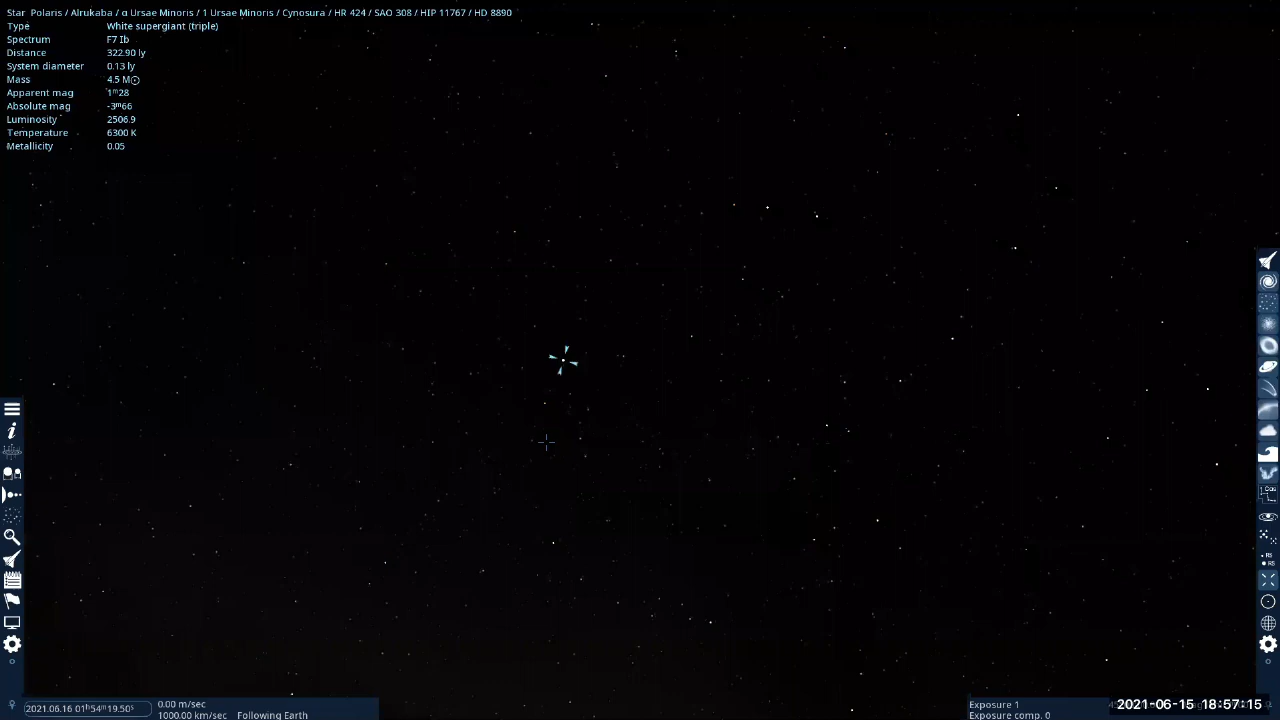 Star Polaris / Alrukaba / α Ursae Minoris / 1 Ursae Minoris / Cynosura / HR 424 / SAO 308 / HIP 11767 / HD 8890
Type White supergiant (triple)
Spectrum F7 Ib
Distance 322.90 ly
System diameter 0.13 ly
Mass 4.5 M☉
Apparent mag 1ᵐ28
Absolute mag -3ᵐ66
Luminosity 2506.9
Temperature 6300 K
Metallicity 0.05
Gas
RS
RS
2021.06.16 01ʰ54ᵐ19.50ˢ
0.00 m/sec
1000.00 km/sec Following Earth
Exposure 1
Exposure comp. 0
2021-06-15 18:57:15